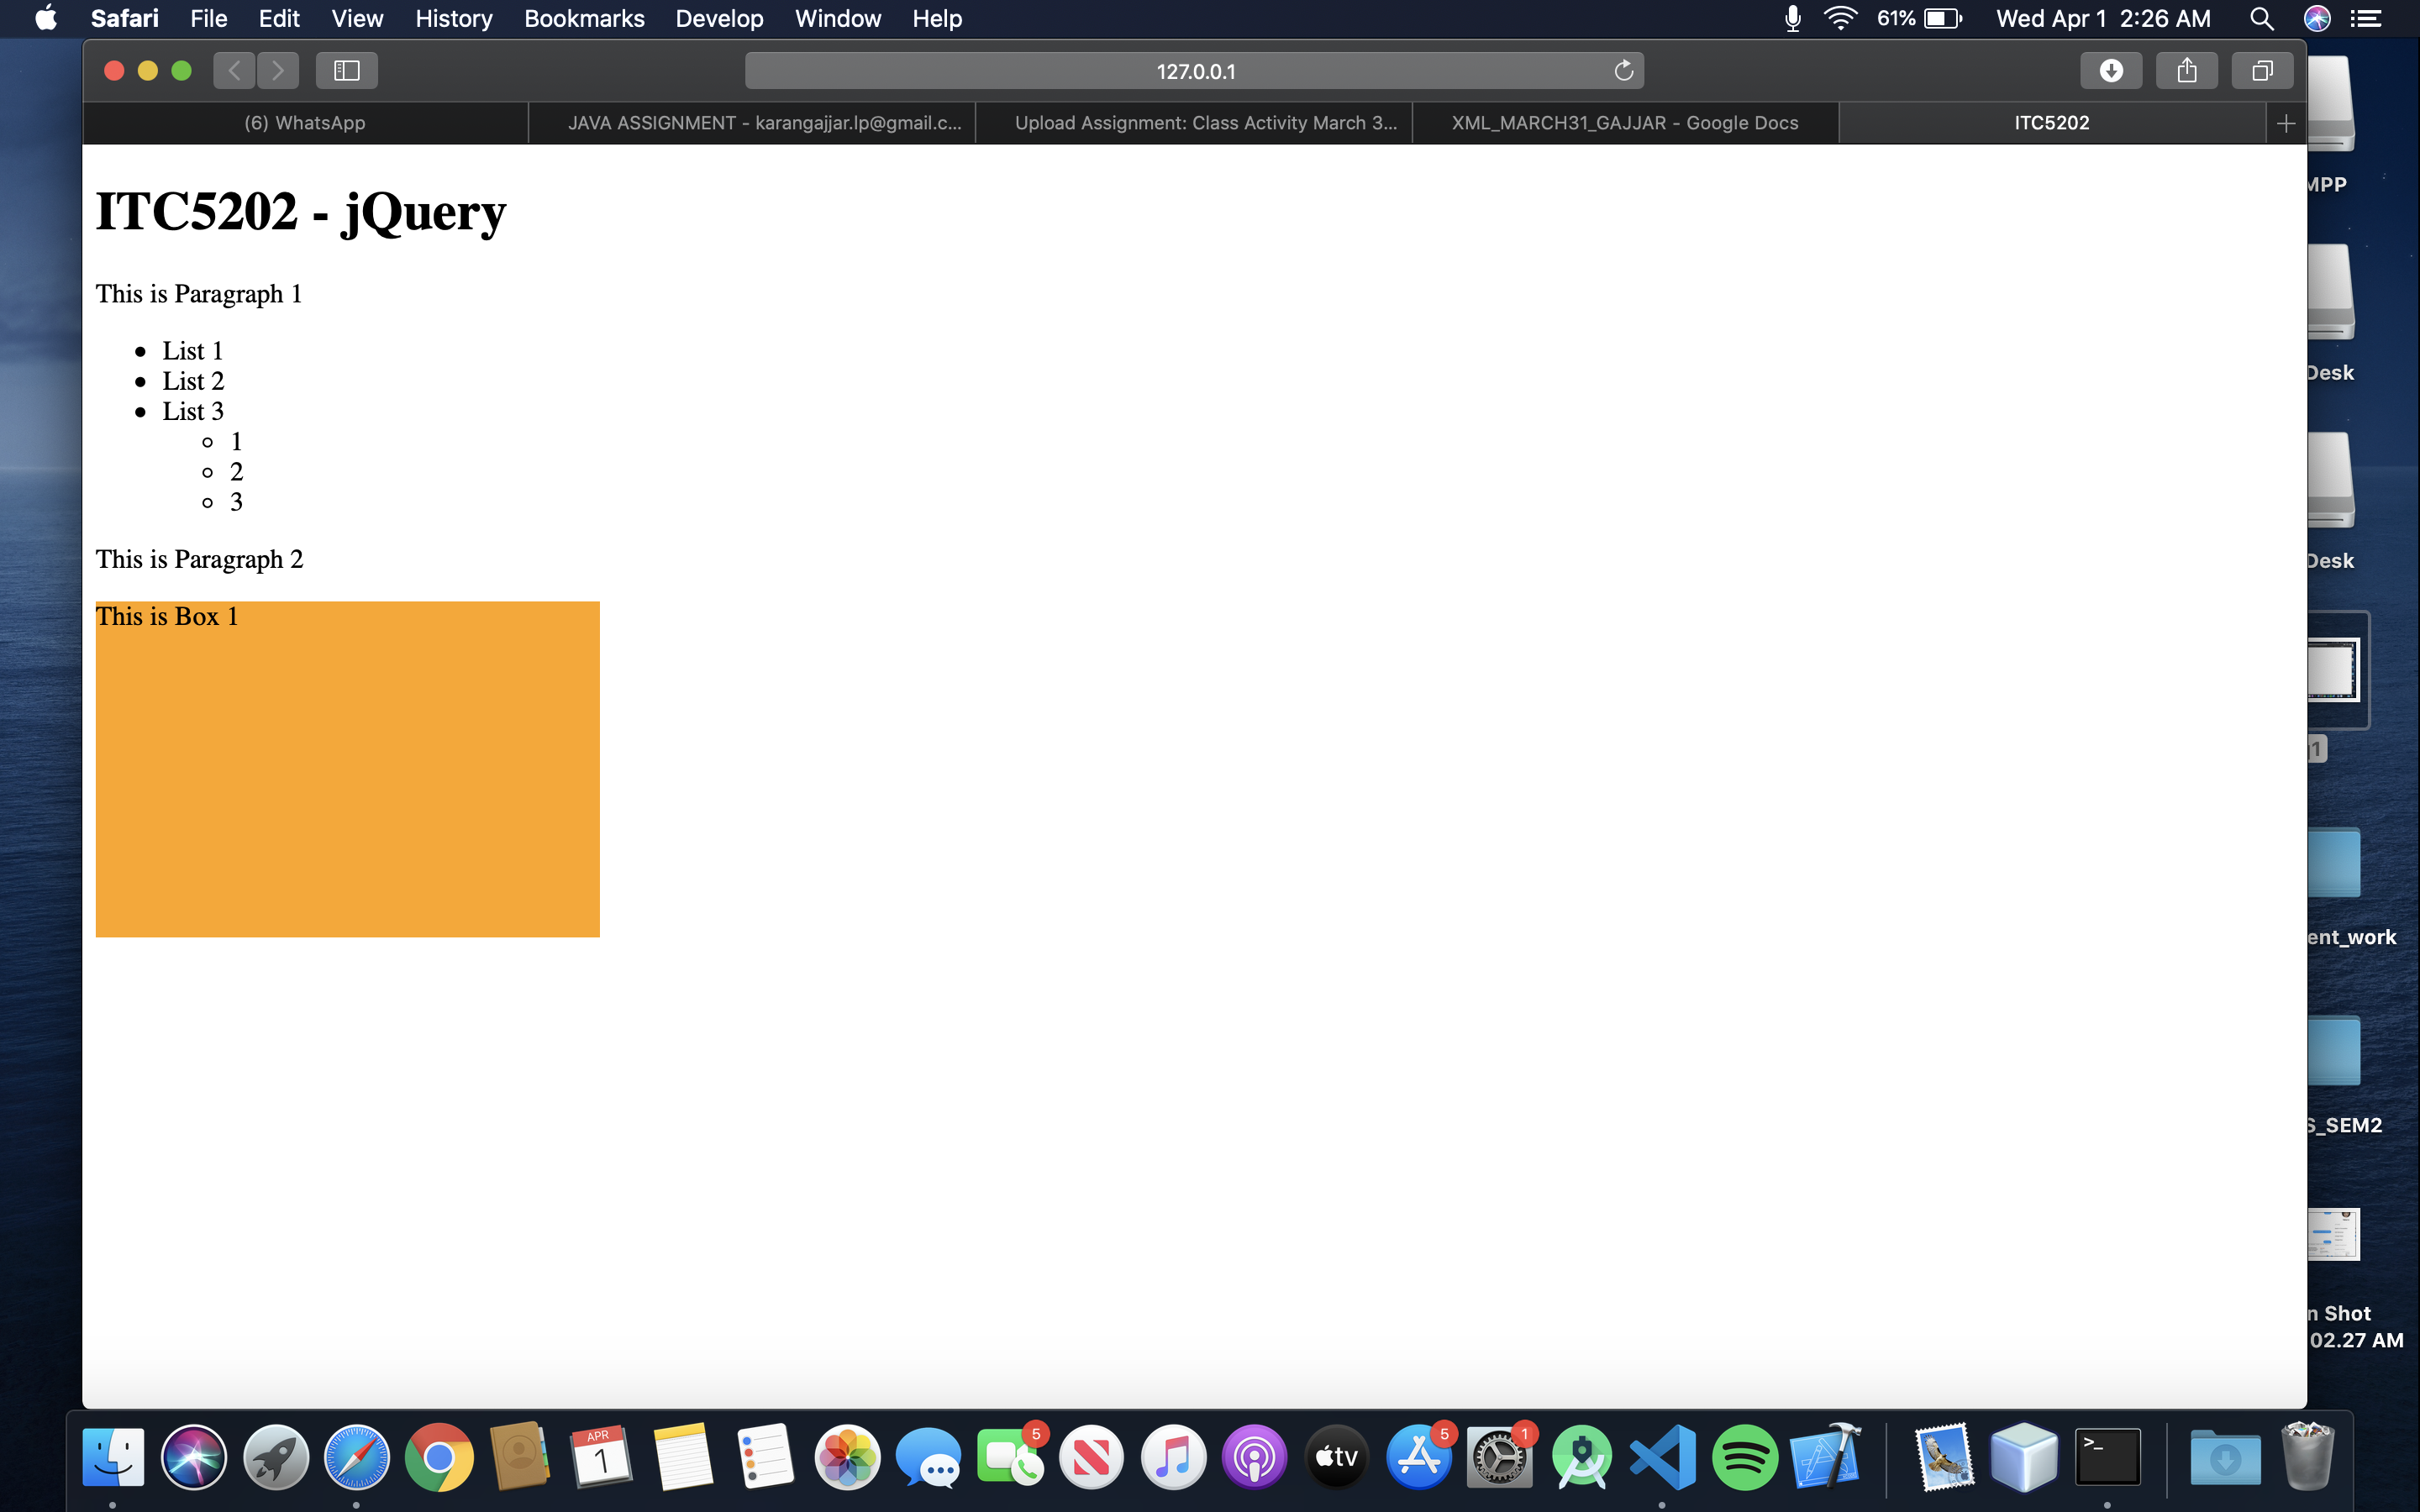 Safari File Edit View History Bookmarks Develop Window Help 61% Wed Apr 1 2:26 AM
127.0.0.1
(6) WhatsApp JAVA ASSIGNMENT - karangajjar.lp@gmail.c... Upload Assignment: Class Activity March 3... XML_MARCH31_GAJJAR - Google Docs ITC5202
ITC5202 - jQuery
This is Paragraph 1
List 1
List 2
List 3
1
2
3
This is Paragraph 2
This is Box 1
MPP
Desk
Desk
1
ent_work
S_SEM2
n Shot
02.27 AM
APR
1
5
tv
5
1
>_